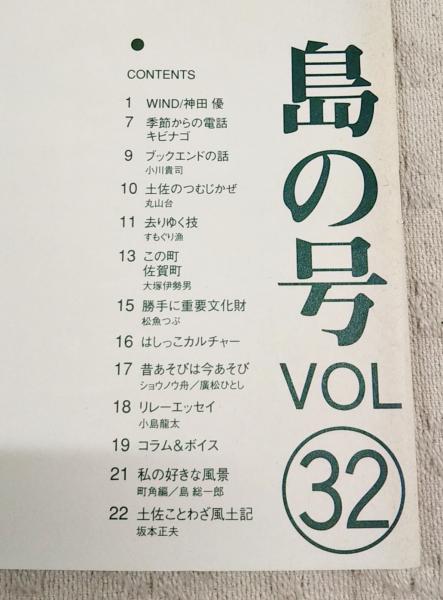 CONTENTS
1 WIND/神田 優
7 季節からの電話
キビナゴ
9 ブックエンドの話
小川貴司
10 土佐のつむじかぜ
丸山台
11 去りゆく技
すもぐり漁
13 この町
佐賀町
大塚伊勢男
15 勝手に重要文化財
松魚つぶ
16 はしっこカルチャー
17 昔あそびは今あそび
ショウノウ舟／廣松ひとし
18 リレーエッセイ
小島龍太
19 コラム&ボイス
21 私の好きな風景
町角編／島 総一郎
22 土佐ことわざ風土記
坂本正夫
島の号
VOL
32